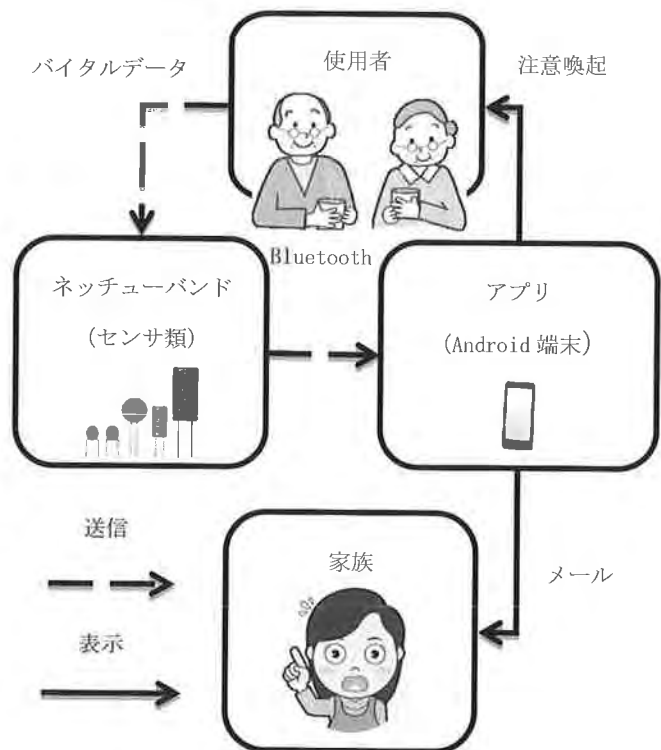 使用者
バイタルデータ
注意喚起
Bluetooth
ネッチューバンド
(センサ類)
アプリ
(Android 端末)
送信
表示
家族
メール